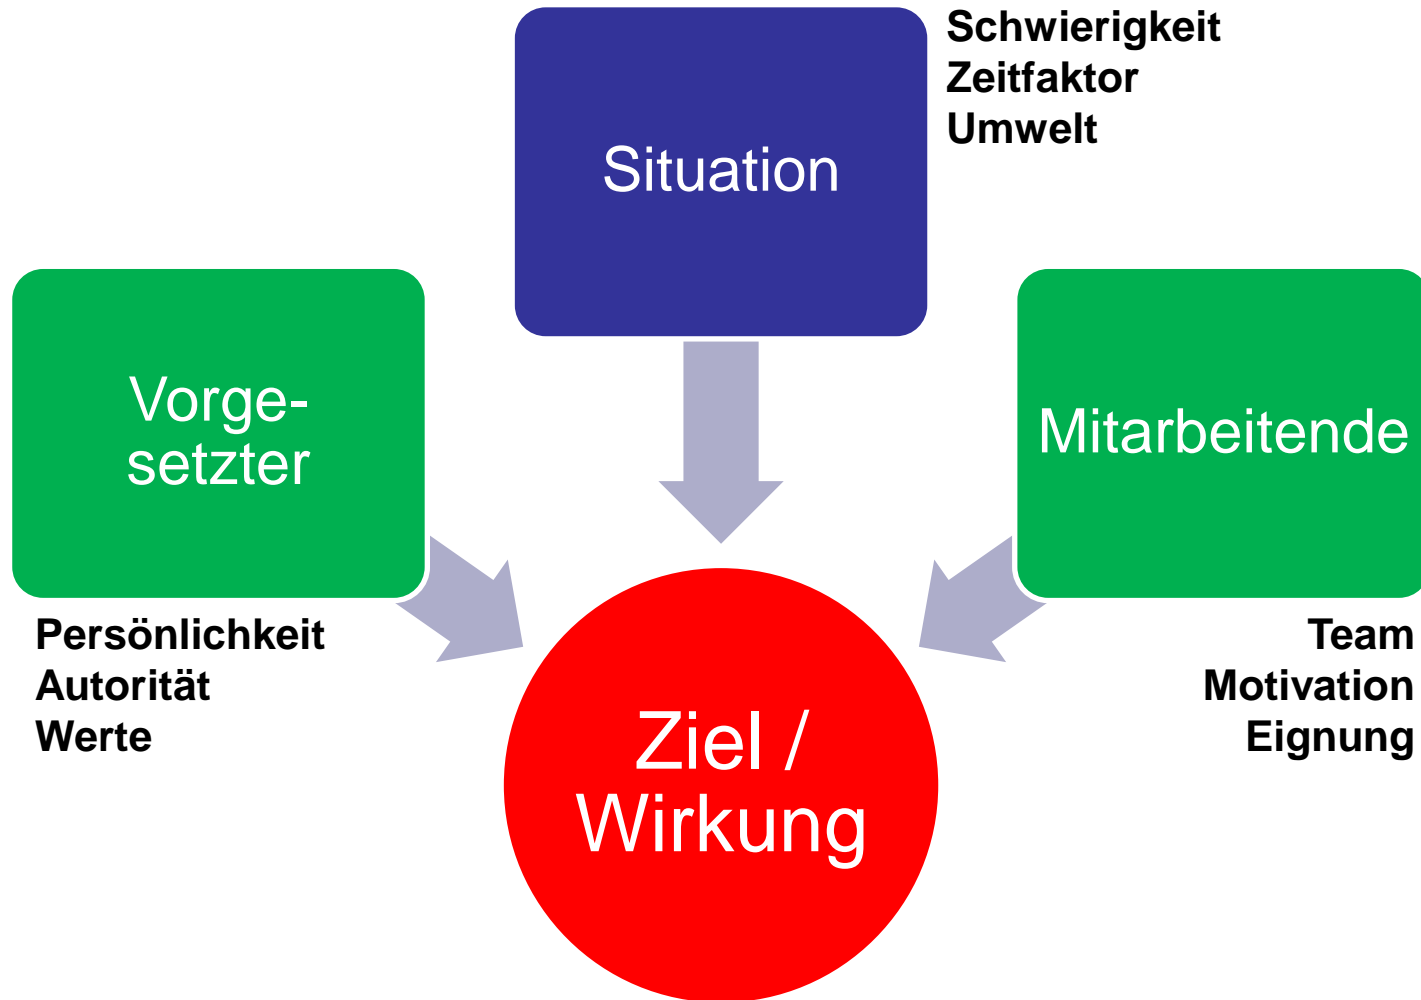 Situation
Schwierigkeit
Zeitfaktor
Umwelt
Vorge-
setzter
Persönlichkeit
Autorität
Werte
Mitarbeitende
Team
Motivation
Eignung
Ziel /
Wirkung